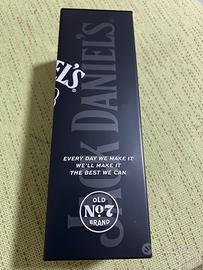 JACK DANIEL'S
EL'S
EVERY DAY WE MAKE IT
WE'LL MAKE IT
THE BEST WE CAN
OLD
No.7
BRAND